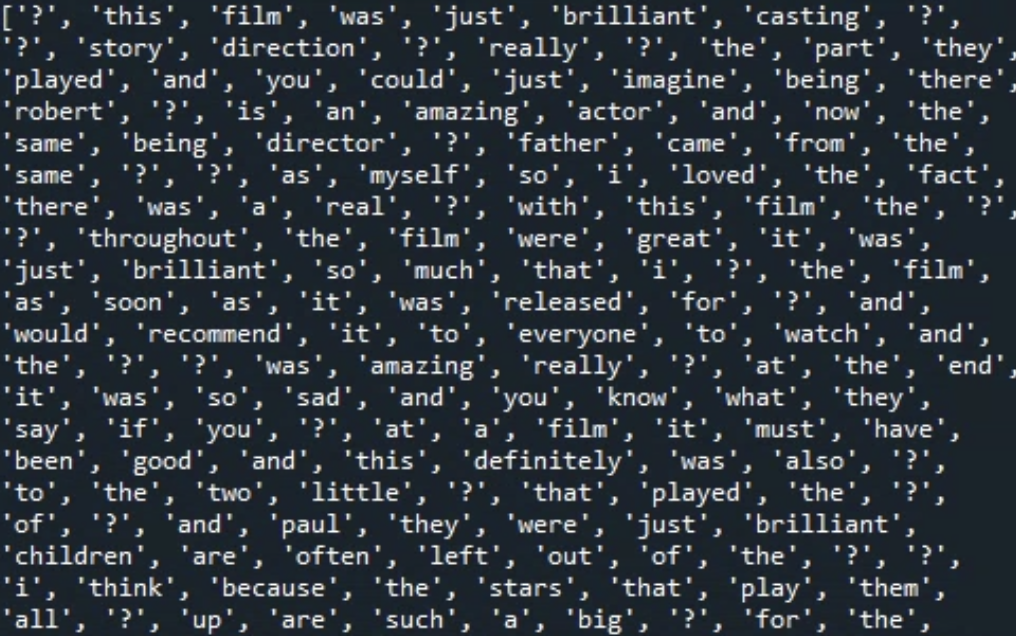 ['?', 'this', 'film', 'was', 'just', 'brilliant', 'casting', '?',
'?', 'story', 'direction', '?', 'really', '?', 'the', 'part', 'they',
'played', 'and', 'you', 'could', 'just', 'imagine', 'being', 'there',
'robert', '?', 'is', 'an', 'amazing', 'actor', 'and', 'now', 'the',
'same', 'being', 'director', '?', 'father', 'came', 'from', 'the',
'same', '?', '?', 'as', 'myself', 'so', 'i', 'loved', 'the', 'fact',
'there', 'was', 'a', 'real', '?', 'with', 'this', 'film', 'the', '?',
'?', 'throughout', 'the', 'film', 'were', 'great', 'it', 'was',
'just', 'brilliant', 'so', 'much', 'that', 'i', '?', 'the', 'film',
'as', 'soon', 'as', 'it', 'was', 'released', 'for', '?', 'and',
'would', 'recommend', 'it', 'to', 'everyone', 'to', 'watch', 'and',
'the', '?', '?', 'was', 'amazing', 'really', '?', 'at', 'the', 'end',
'it', 'was', 'so', 'sad', 'and', 'you', 'know', 'what', 'they',
'say', 'if', 'you', '?', 'at', 'a', 'film', 'it', 'must', 'have',
'been', 'good', 'and', 'this', 'definitely', 'was', 'also', '?',
'to', 'the', 'two', 'little', '?', 'that', 'played', 'the', '?',
'of', '?', 'and', 'paul', 'they', 'were', 'just', 'brilliant',
'children', 'are', 'often', 'left', 'out', 'of', 'the', '?', '?',
'i', 'think', 'because', 'the', 'stars', 'that', 'play', 'them',
'all', '?', 'up', 'are', 'such', 'a', 'big', '?', 'for', 'the',